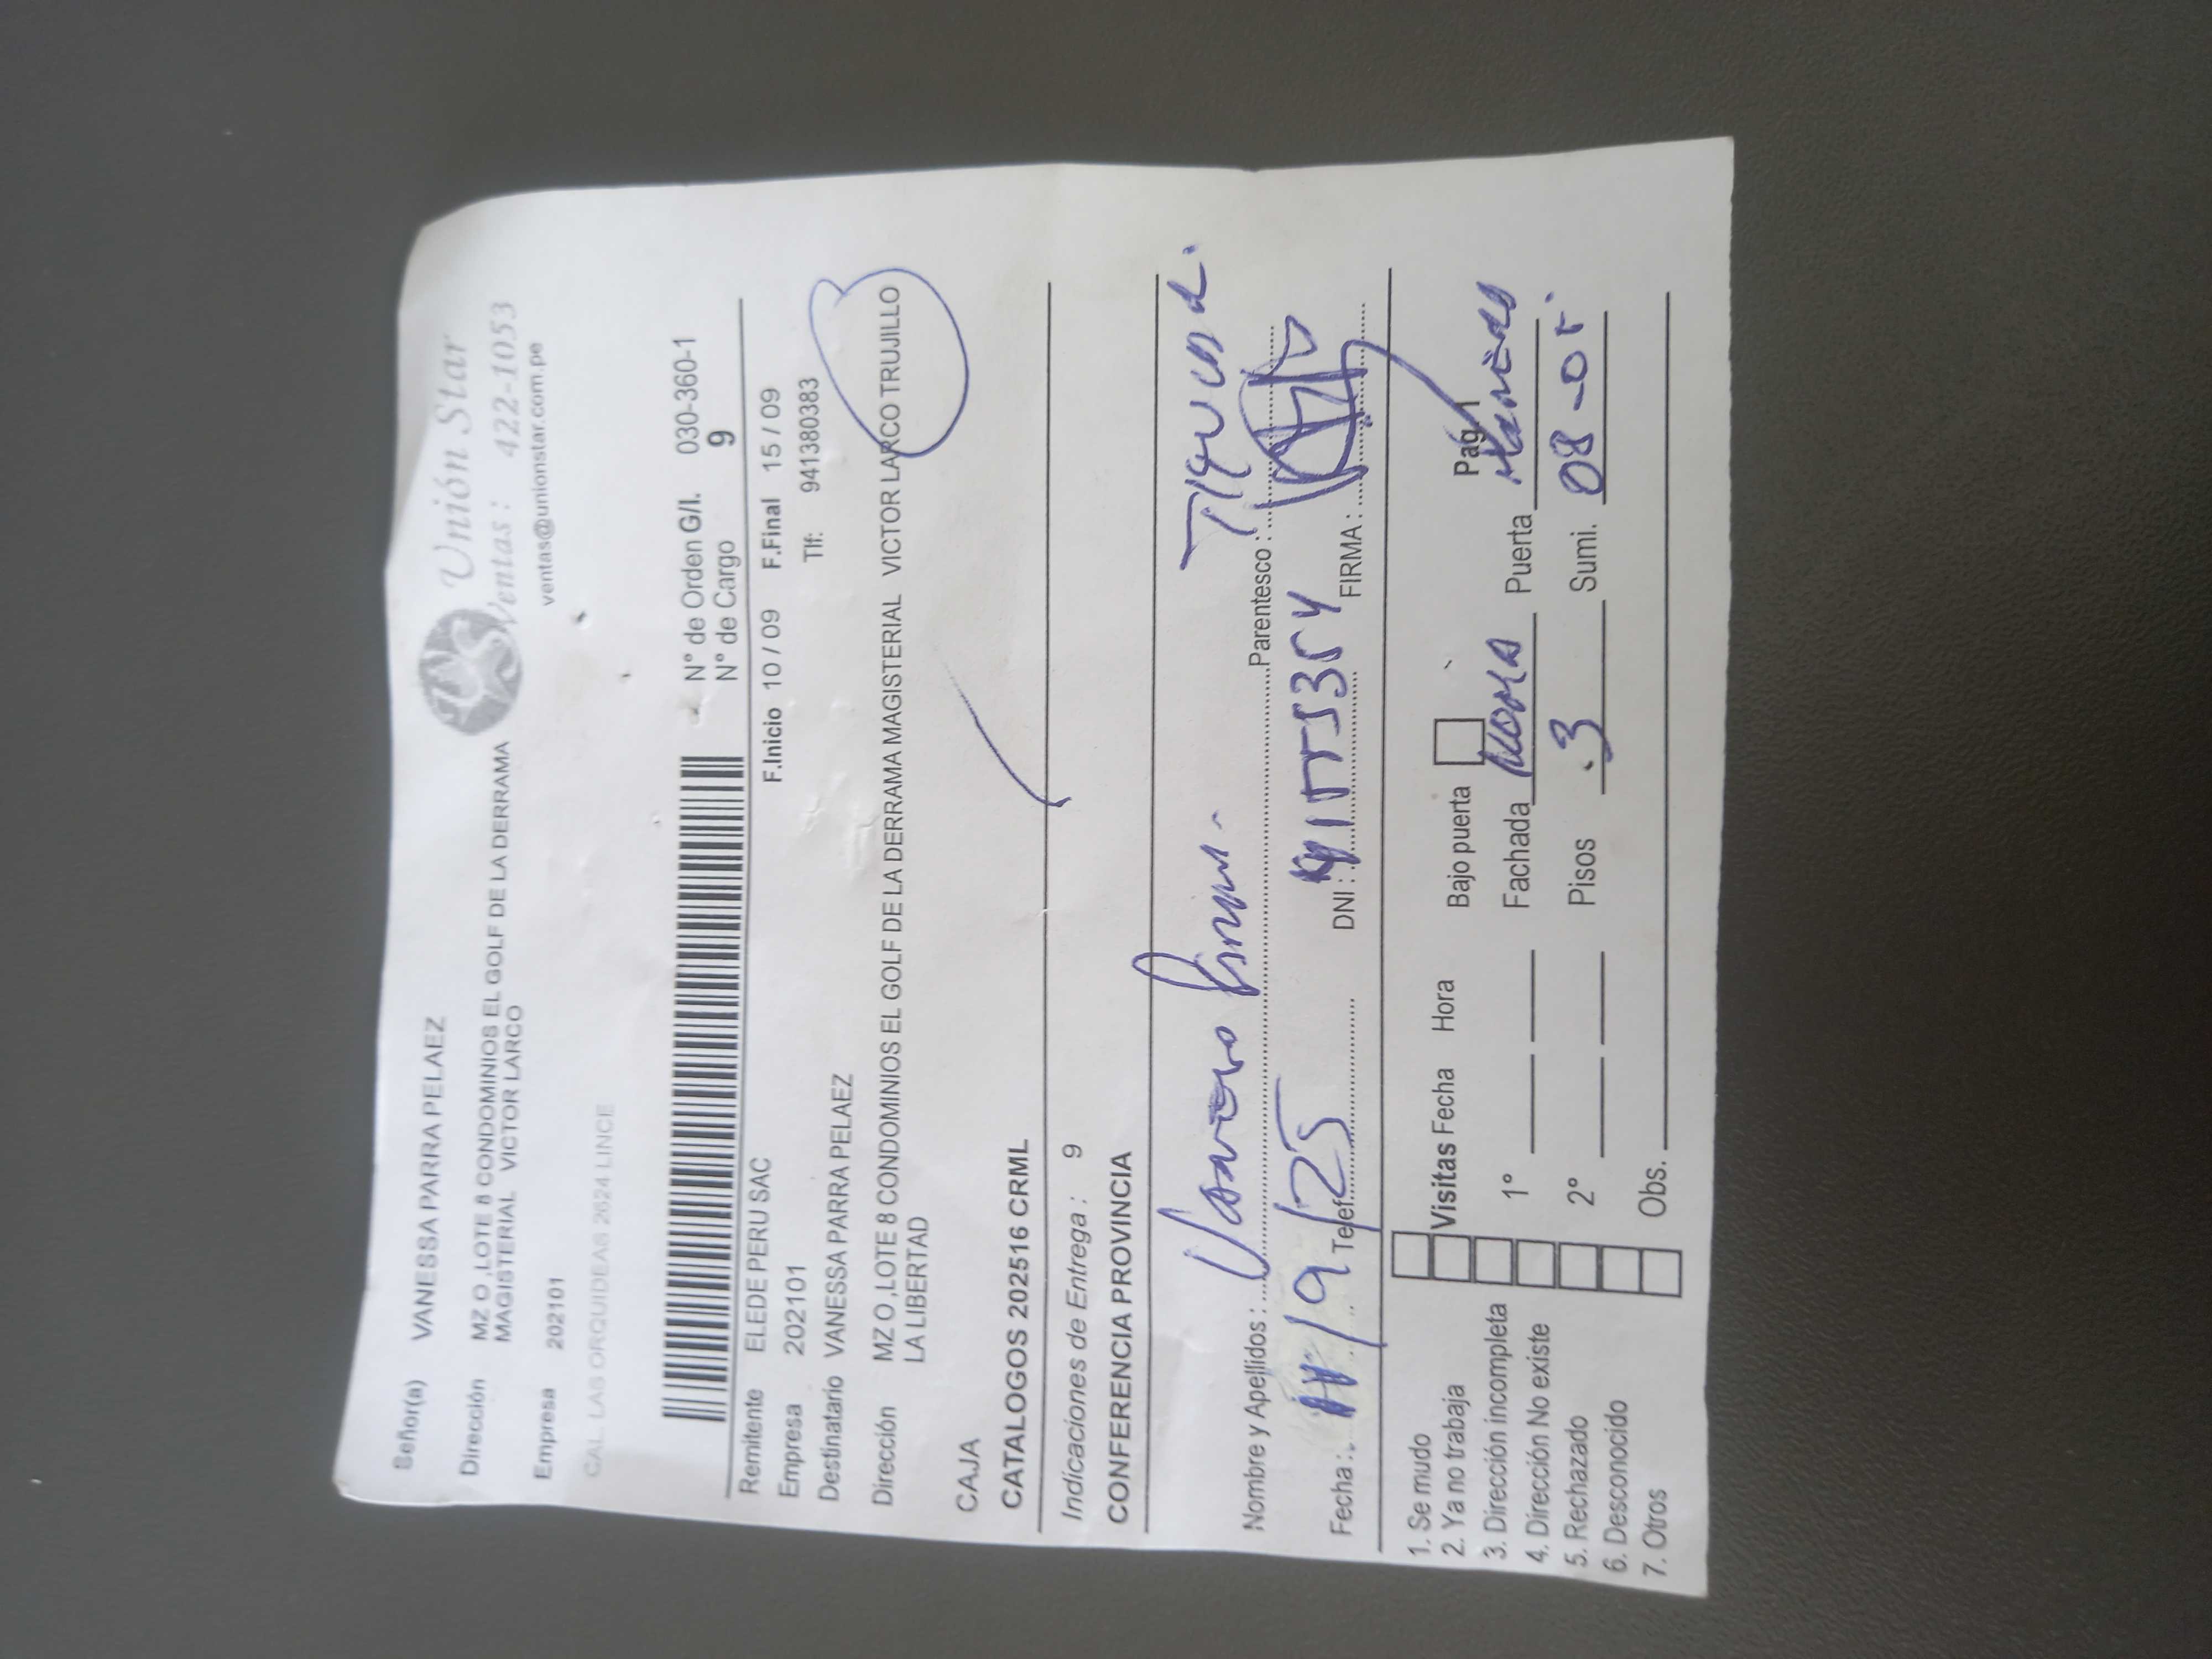 Señor(a) VANESSA PARRA PELAEZ
Unión Star
Ventas: 422-1053
ventas@unionstar.com.pe
Dirección MZ O ,LOTE 8 CONDOMINIOS EL GOLF DE LA DERRAMA
MAGISTERIAL VICTOR LARCO
Empresa 202101
CAL. LAS ORQUIDEAS 2624 LINCE
N° de Orden G/I. 030-360-1
N° de Cargo 9
Remitente ELEDE PERU SAC F.Inicio 10 / 09 F.Final 15 / 09
Empresa 202101 Tlf: 941380383
Destinatario VANESSA PARRA PELAEZ
Dirección MZ O ,LOTE 8 CONDOMINIOS EL GOLF DE LA DERRAMA MAGISTERIAL VICTOR LARCO TRUJILLO
LA LIBERTAD
CAJA
CATALOGOS 202516 CRML
Indicaciones de Entrega : 9
CONFERENCIA PROVINCIA
Nombre y Apellidos : Parentesco :
Fecha : /9/25 Telef. DNI : FIRMA :
1. Se mudo
2. Ya no trabaja
3. Dirección incompleta
4. Dirección No existe
5. Rechazado
6. Desconocido
7. Otros
Visitas Fecha Hora Bajo puerta Pag 1
1° Fachada Puerta
2° Pisos 3 Sumi.
Obs.